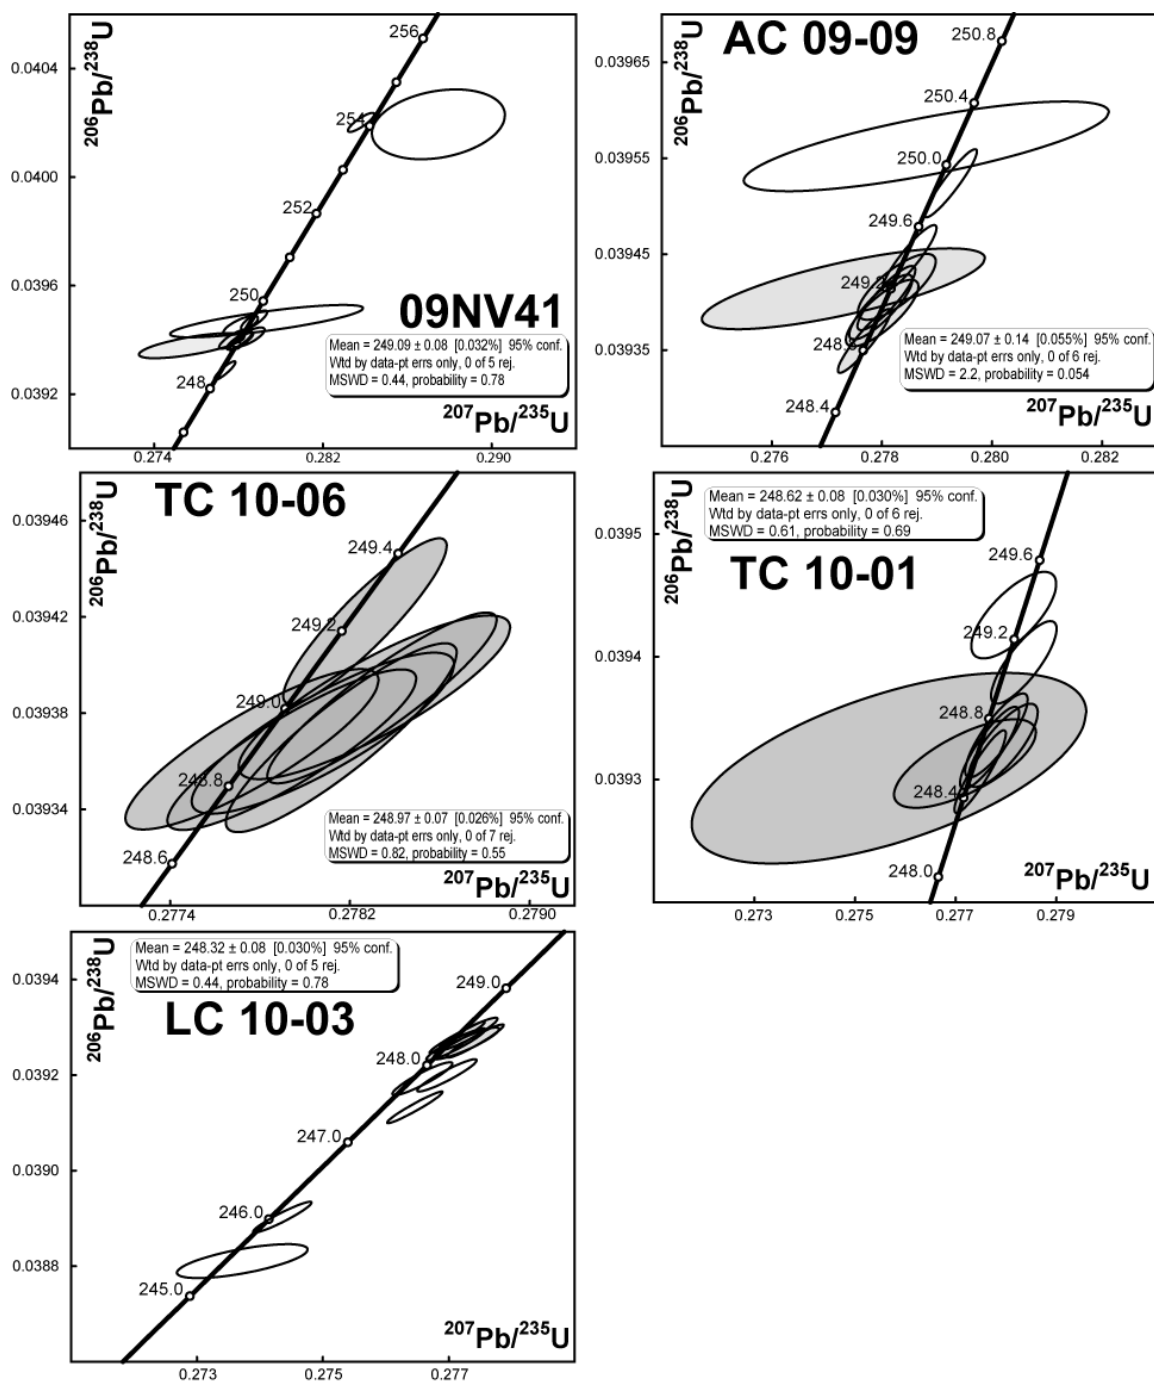 206Pb/238U
0.0404
0.0400
0.0396
0.0392
256
254
252
250
248
09NV41
Mean = 249.09 ± 0.08 [0.032%] 95% conf.
Wtd by data-pt errs only, 0 of 5 rej.
MSWD = 0.44, probability = 0.78
207Pb/235U
0.274
0.282
0.290
AC 09-09
206Pb/238U
0.03965
0.03955
0.03945
0.03935
250.8
250.4
250.0
249.6
249.2
248.4
Mean = 249.07 ± 0.14 [0.055%] 95% conf.
Wtd by data-pt errs only, 0 of 6 rej.
MSWD = 2.2, probability = 0.054
207Pb/235U
0.276
0.278
0.280
0.282
TC 10-06
206Pb/238U
0.03946
0.03942
0.03938
0.03934
249.4
249.2
249.0
248.8
248.6
Mean = 248.97 ± 0.07 [0.026%] 95% conf.
Wtd by data-pt errs only, 0 of 7 rej.
MSWD = 0.82, probability = 0.55
207Pb/235U
0.2774
0.2782
0.2790
Mean = 248.62 ± 0.08 [0.030%] 95% conf.
Wtd by data-pt errs only, 0 of 6 rej.
MSWD = 0.61, probability = 0.69
TC 10-01
206Pb/238U
0.0395
0.0394
0.0393
249.6
249.2
248.8
248.4
248.0
207Pb/235U
0.273
0.275
0.277
0.279
Mean = 248.32 ± 0.08 [0.030%] 95% conf.
Wtd by data-pt errs only, 0 of 5 rej.
MSWD = 0.44, probability = 0.78
LC 10-03
206Pb/238U
0.0394
0.0392
0.0390
0.0388
249.0
248.0
247.0
246.0
245.0
207Pb/235U
0.273
0.275
0.277